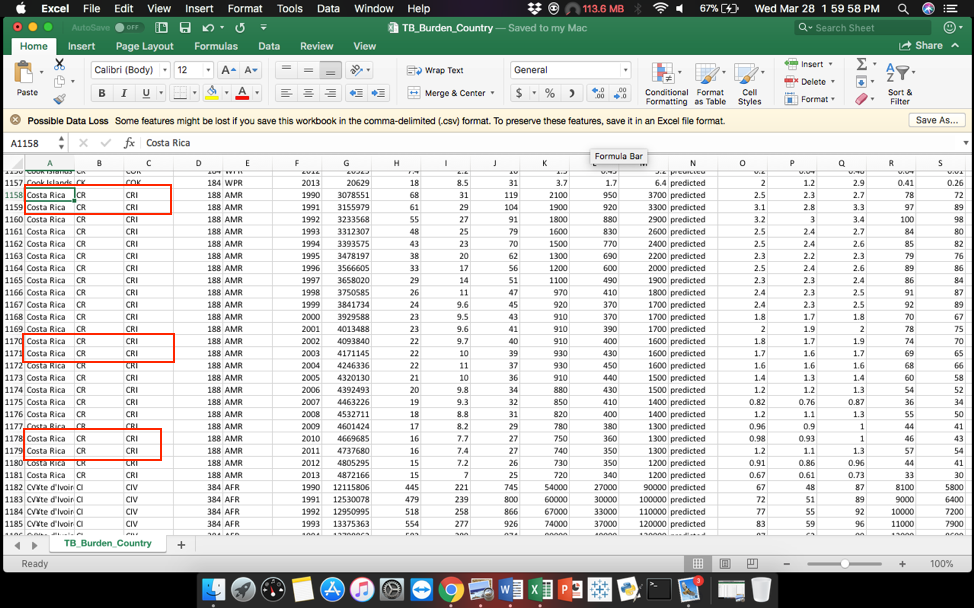 Excel File Edit View Insert Format Tools Data Window Help 113.6 MB 67% Wed Mar 28 1 59 58 PM
AutoSave OFF TB_Burden_Country — Saved to my Mac Search Sheet
Home Insert Page Layout Formulas Data Review View Share
Calibri (Body) 12 A A Wrap Text General Insert
Paste B I U A Merge & Center $ % Conditional Formatting Format as Table Cell Styles Delete Format Sort & Filter
Possible Data Loss Some features might be lost if you save this workbook in the comma-delimited (.csv) format. To preserve these features, save it in an Excel file format. Save As...
A1158 fx Costa Rica
Formula Bar
A B C D E F G H I J K L M N O P Q R S
1157 Cook Islands CK COK 184 WPR 2013 20629 18 8.5 31 3.7 1.7 6.4 predicted 2 1.2 2.9 0.41 0.26
1158 Costa Rica CR CRI 188 AMR 1990 3078551 68 31 119 2100 950 3700 predicted 2.5 2.3 2.7 78 72
1159 Costa Rica CR CRI 188 AMR 1991 3155979 61 29 104 1900 920 3300 predicted 3.1 2.8 3.3 97 89
1160 Costa Rica CR CRI 188 AMR 1992 3233568 55 27 91 1800 880 2900 predicted 3.2 3 3.4 100 98
1161 Costa Rica CR CRI 188 AMR 1993 3312307 48 25 79 1600 830 2600 predicted 2.5 2.4 2.7 84 80
1162 Costa Rica CR CRI 188 AMR 1994 3393575 43 23 70 1500 770 2400 predicted 2.5 2.4 2.6 85 82
1163 Costa Rica CR CRI 188 AMR 1995 3478197 38 20 62 1300 690 2200 predicted 2.3 2.2 2.3 79 76
1164 Costa Rica CR CRI 188 AMR 1996 3566605 33 17 56 1200 600 2000 predicted 2.5 2.4 2.6 89 86
1165 Costa Rica CR CRI 188 AMR 1997 3658020 29 14 51 1100 490 1900 predicted 2.3 2.3 2.4 86 84
1166 Costa Rica CR CRI 188 AMR 1998 3750585 26 11 47 970 410 1800 predicted 2.4 2.3 2.5 91 87
1167 Costa Rica CR CRI 188 AMR 1999 3841734 24 9.6 45 920 370 1700 predicted 2.4 2.3 2.5 92 89
1168 Costa Rica CR CRI 188 AMR 2000 3929588 23 9.5 43 910 370 1700 predicted 1.8 1.7 1.8 70 67
1169 Costa Rica CR CRI 188 AMR 2001 4013488 23 9.6 41 910 390 1700 predicted 2 1.9 2 78 75
1170 Costa Rica CR CRI 188 AMR 2002 4093840 22 9.7 40 910 400 1600 predicted 1.8 1.7 1.9 74 70
1171 Costa Rica CR CRI 188 AMR 2003 4171145 22 10 39 930 430 1600 predicted 1.7 1.6 1.7 69 65
1172 Costa Rica CR CRI 188 AMR 2004 4246336 22 11 37 930 450 1600 predicted 1.6 1.6 1.6 68 66
1173 Costa Rica CR CRI 188 AMR 2005 4320130 21 10 36 910 440 1500 predicted 1.4 1.3 1.4 60 58
1174 Costa Rica CR CRI 188 AMR 2006 4392493 20 9.8 34 880 430 1500 predicted 1.2 1.2 1.3 54 52
1175 Costa Rica CR CRI 188 AMR 2007 4463226 19 9.3 32 850 410 1400 predicted 0.82 0.76 0.87 36 34
1176 Costa Rica CR CRI 188 AMR 2008 4532711 18 8.8 31 820 400 1400 predicted 1.2 1.1 1.3 55 50
1177 Costa Rica CR CRI 188 AMR 2009 4601424 17 8.2 29 780 380 1300 predicted 0.96 0.9 1 44 41
1178 Costa Rica CR CRI 188 AMR 2010 4669685 16 7.7 27 750 360 1300 predicted 0.98 0.93 1 46 43
1179 Costa Rica CR CRI 188 AMR 2011 4737680 16 7.4 27 740 350 1300 predicted 1.2 1.1 1.3 57 54
1180 Costa Rica CR CRI 188 AMR 2012 4805295 15 7.2 26 730 350 1200 predicted 0.91 0.86 0.96 44 41
1181 Costa Rica CR CRI 188 AMR 2013 4872166 15 7 25 720 340 1200 predicted 0.67 0.61 0.73 33 30
1182 CV¥te d'Ivoir CI CIV 384 AFR 1990 12115806 445 221 745 54000 27000 90000 predicted 67 48 87 8100 5800
1183 CV¥te d'Ivoir CI CIV 384 AFR 1991 12530078 479 239 800 60000 30000 100000 predicted 72 51 89 9000 6400
1184 CV¥te d'Ivoir CI CIV 384 AFR 1992 12950995 518 258 866 67000 33000 110000 predicted 77 55 92 10000 7200
1185 CV¥te d'Ivoir CI CIV 384 AFR 1993 13375363 554 277 926 74000 37000 120000 predicted 83 59 96 11000 7900
TB_Burden_Country +
Ready 100%